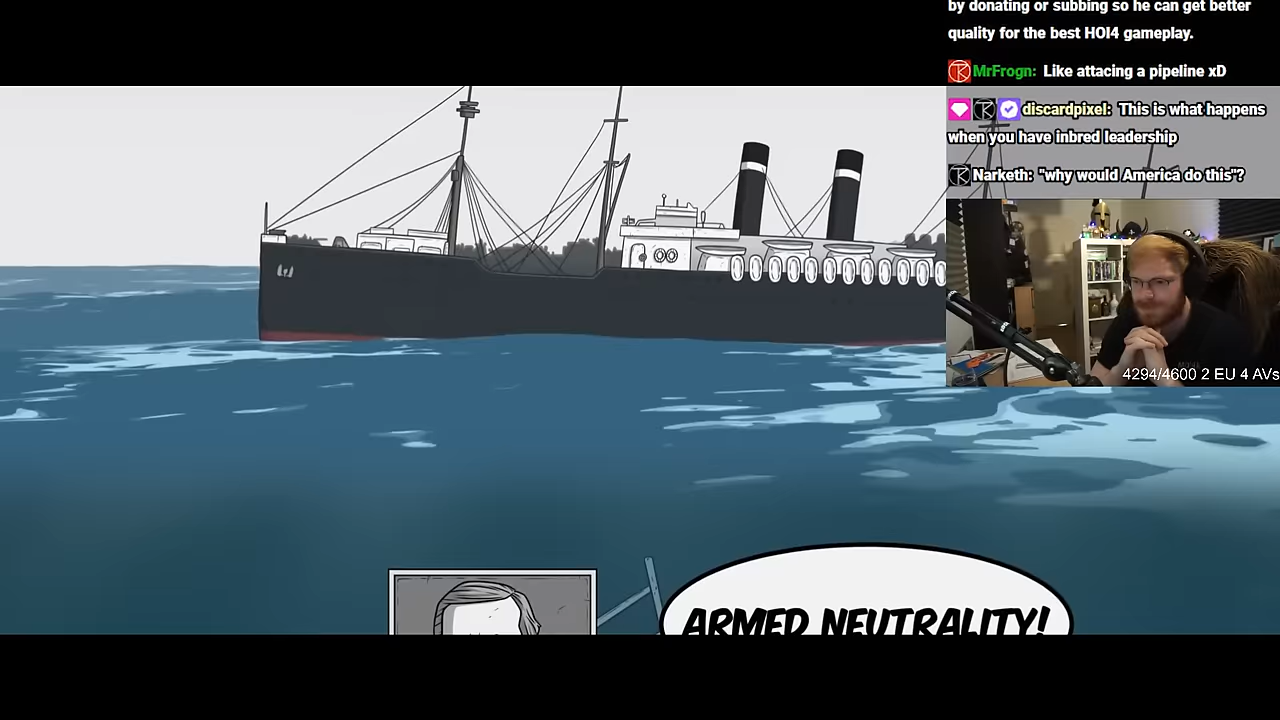 by donating or subbing so he can get better
quality for the best HOI4 gameplay.
MrFrogn: Like attacing a pipeline xD
discardpixel: This is what happens
when you have inbred leadership
Narketh: "why would America do this"?
4294/4600 2 EU 4 AVs
ARMED NEUTRALITY!